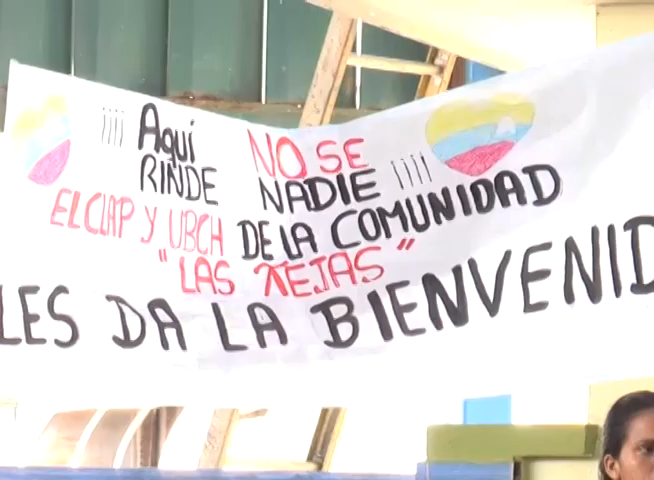 ¡¡¡¡ Aquí NO SE
RINDE NADIE ¡¡¡¡
EL CLAP Y UBCH DE LA COMUNIDAD
"LAS TEJAS"
LES DA LA BIENVENID